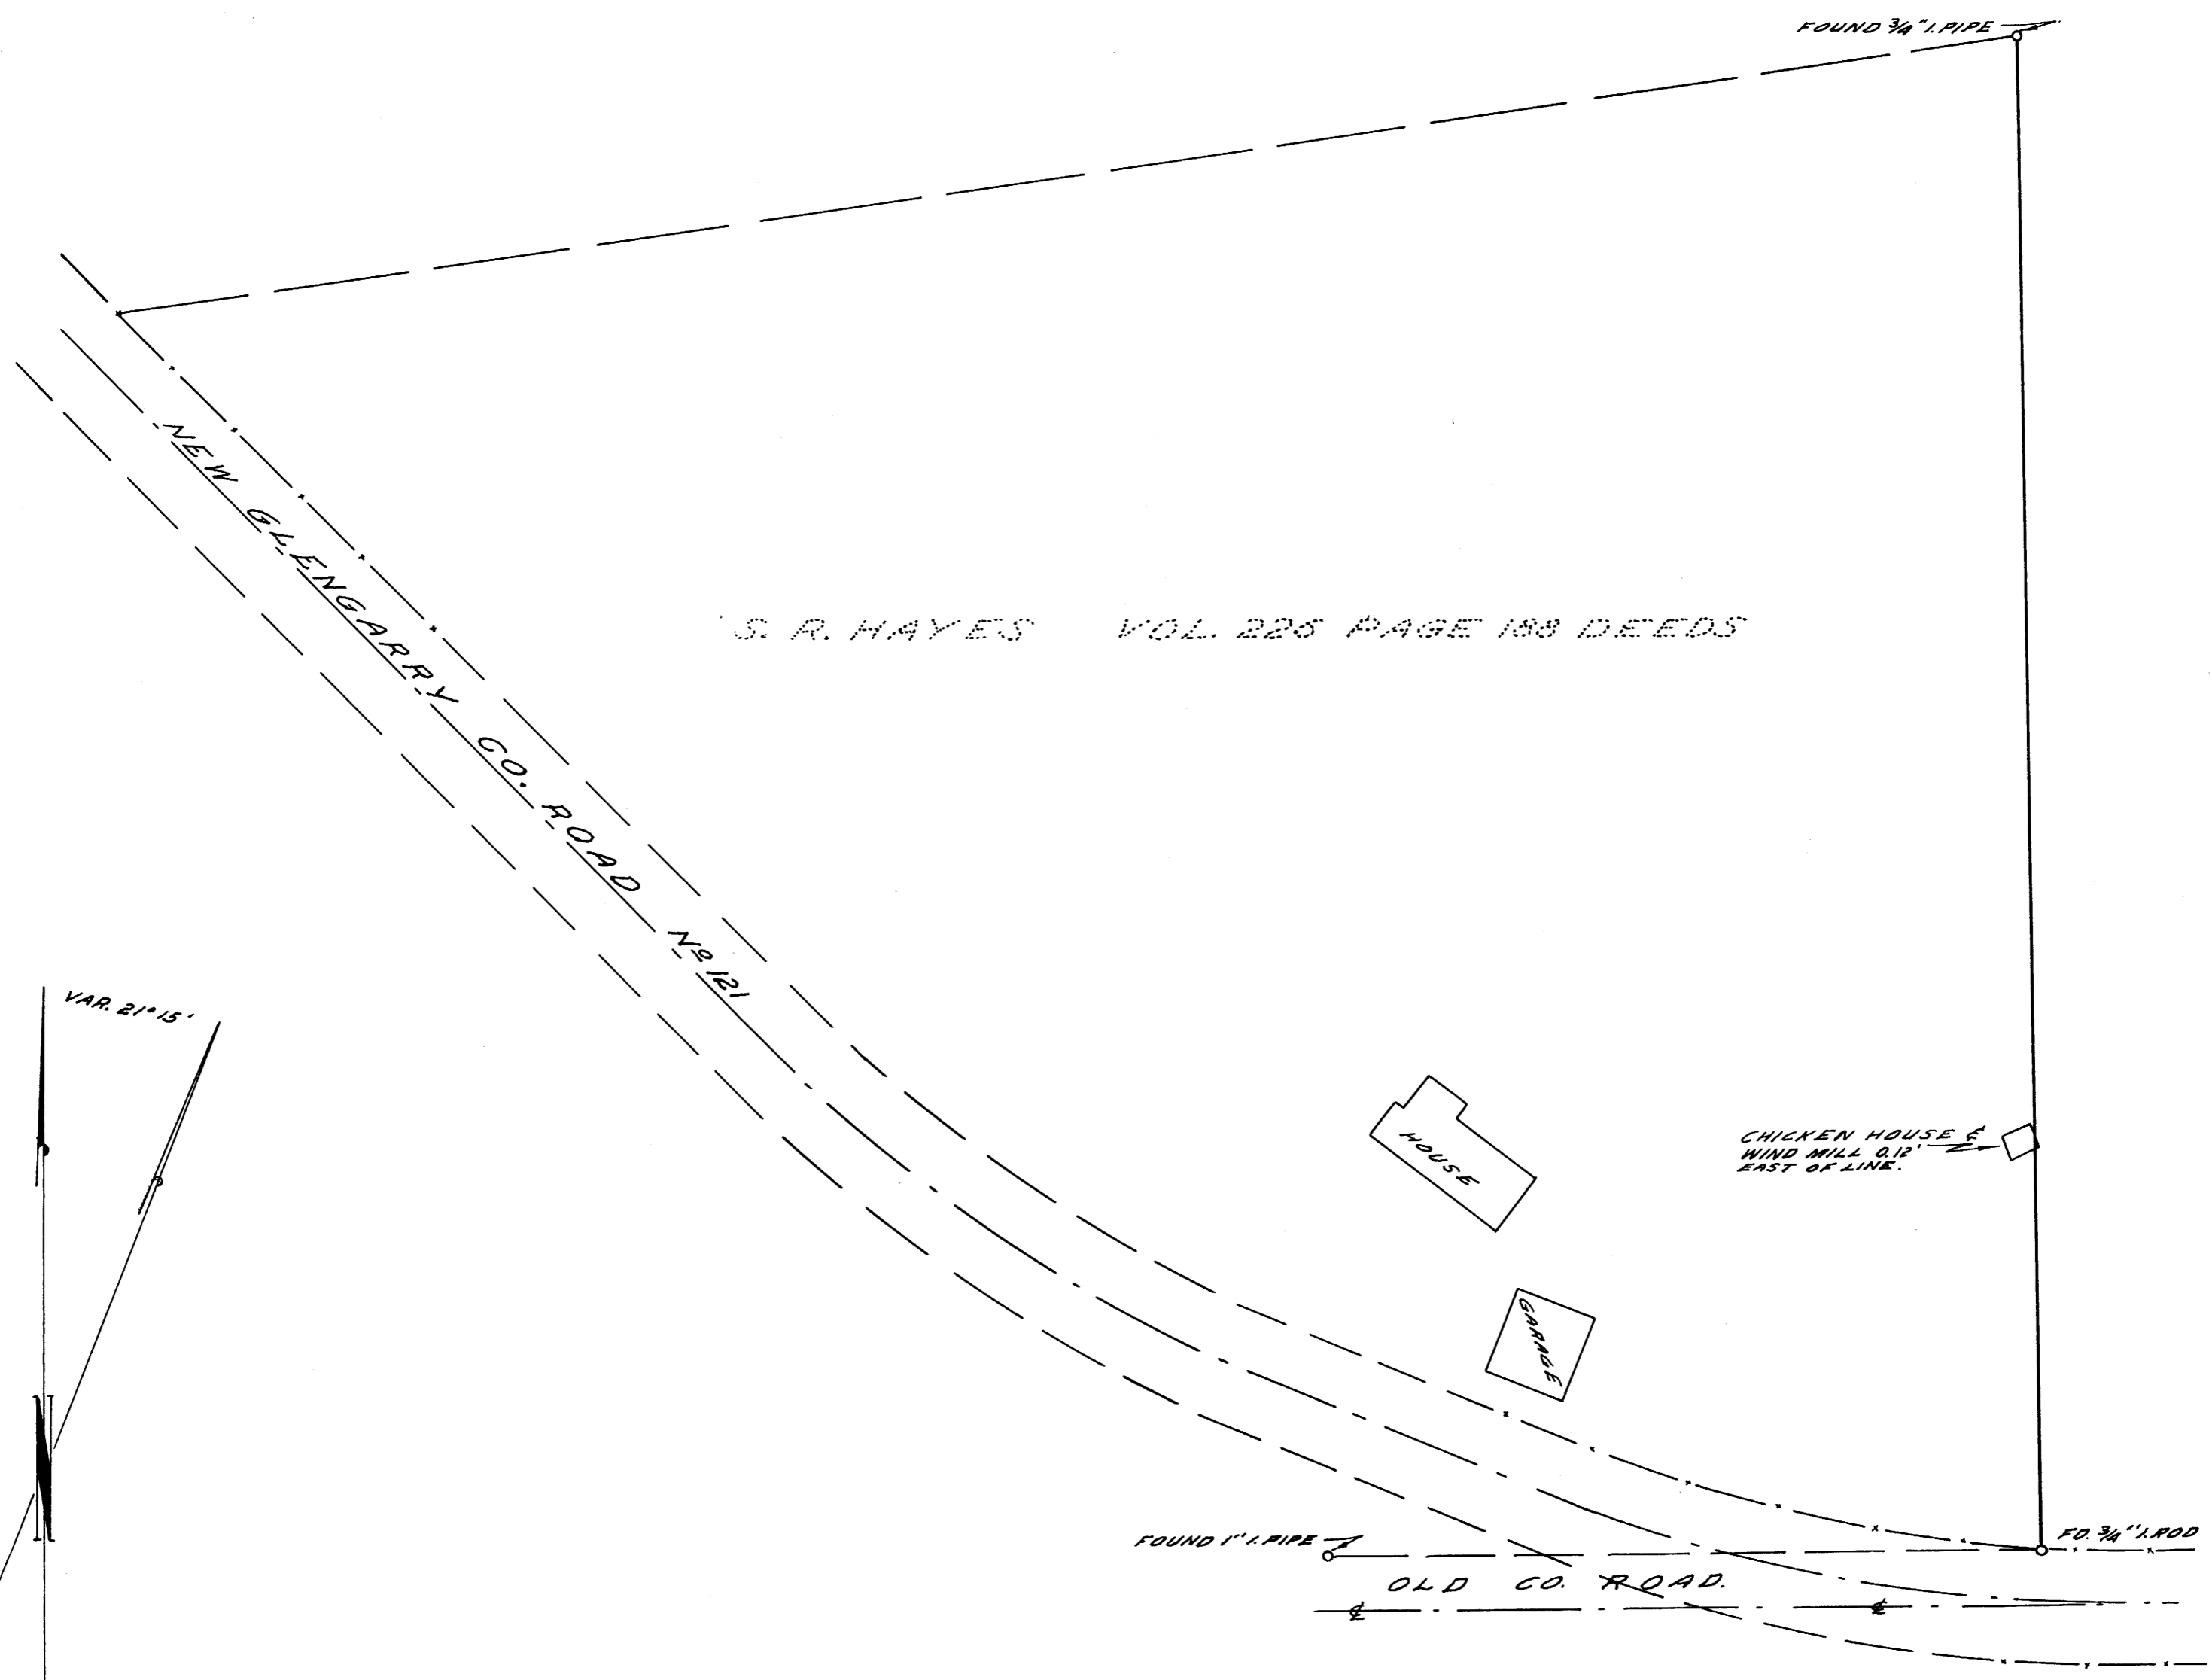 FOUND 3/4" I. PIPE
NEW GLENGARRY CO. ROAD No 121
S. R. HAYES VOL. 226 PAGE 188 DEEDS
VAR. 21°15'
HOUSE
CHICKEN HOUSE &
WIND MILL 0.12'
EAST OF LINE.
GARAGE
N
FOUND 1" I. PIPE
FD. 3/4" I. ROD
OLD CO. ROAD.
℄ ℄